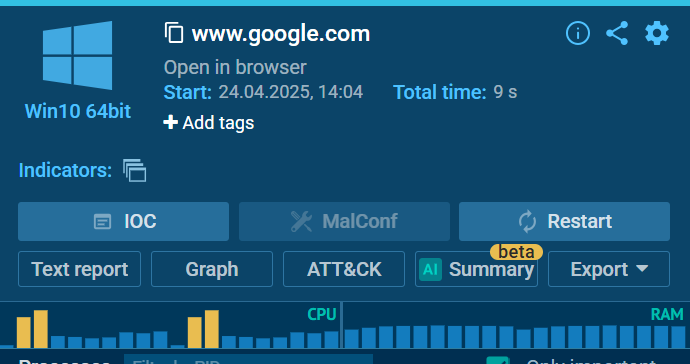 www.google.com
Open in browser
Win10 64bit
Start: 24.04.2025, 14:04 Total time: 9 s
Add tags
Indicators:
IOC MalConf Restart
beta
Text report Graph ATT&CK AI Summary Export
CPU RAM